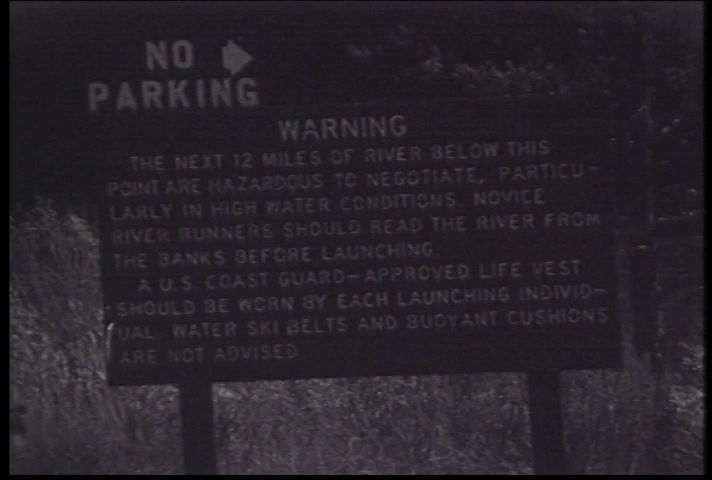 NO
PARKING
WARNING
THE NEXT 12 MILES OF RIVER BELOW THIS
POINT ARE HAZARDOUS TO NEGOTIATE, PARTICU-
LARLY IN HIGH WATER CONDITIONS. NOVICE
RIVER RUNNERS SHOULD READ THE RIVER FROM
THE BANKS BEFORE LAUNCHING.
A U.S. COAST GUARD-APPROVED LIFE VEST
SHOULD BE WORN BY EACH LAUNCHING INDIVID-
UAL. WATER SKI BELTS AND BUOYANT CUSHIONS
ARE NOT ADVISED